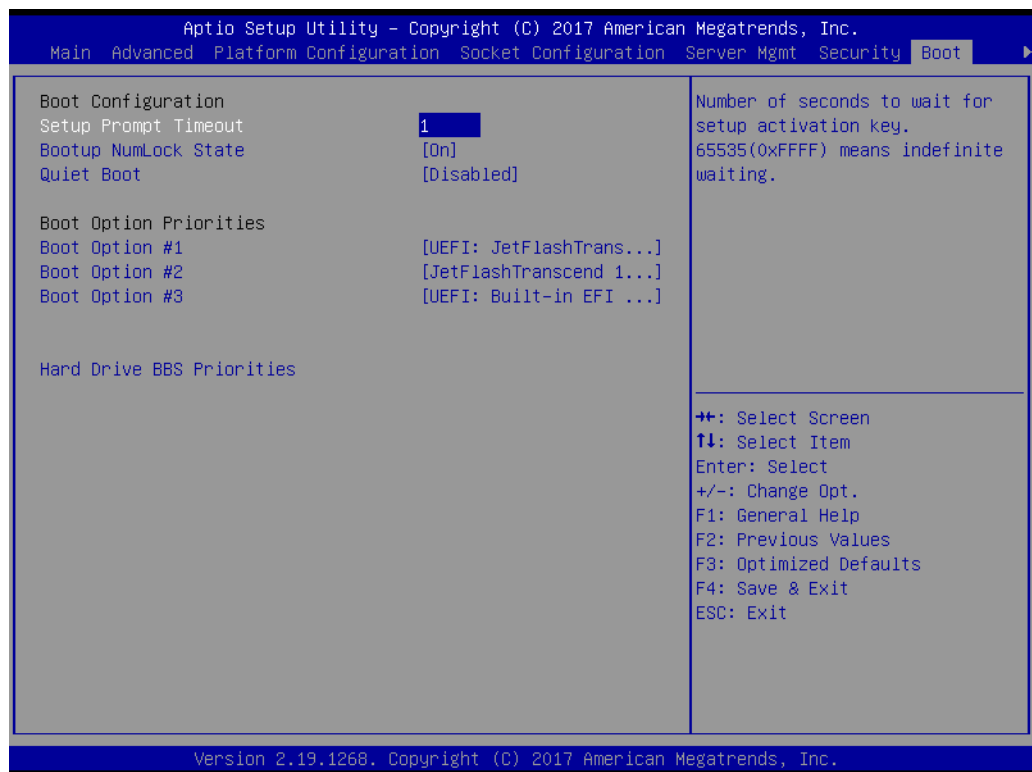 Aptio Setup Utility – Copyright (C) 2017 American Megatrends, Inc.
Main Advanced Platform Configuration Socket Configuration Server Mgmt Security Boot
Boot Configuration
Setup Prompt Timeout 1
Bootup NumLock State [On]
Quiet Boot [Disabled]
Boot Option Priorities
Boot Option #1 [UEFI: JetFlashTrans...]
Boot Option #2 [JetFlashTranscend 1...]
Boot Option #3 [UEFI: Built-in EFI ...]
Hard Drive BBS Priorities
Number of seconds to wait for
setup activation key.
65535(0xFFFF) means indefinite
waiting.
→←: Select Screen
↑↓: Select Item
Enter: Select
+/-: Change Opt.
F1: General Help
F2: Previous Values
F3: Optimized Defaults
F4: Save & Exit
ESC: Exit
Version 2.19.1268. Copyright (C) 2017 American Megatrends, Inc.